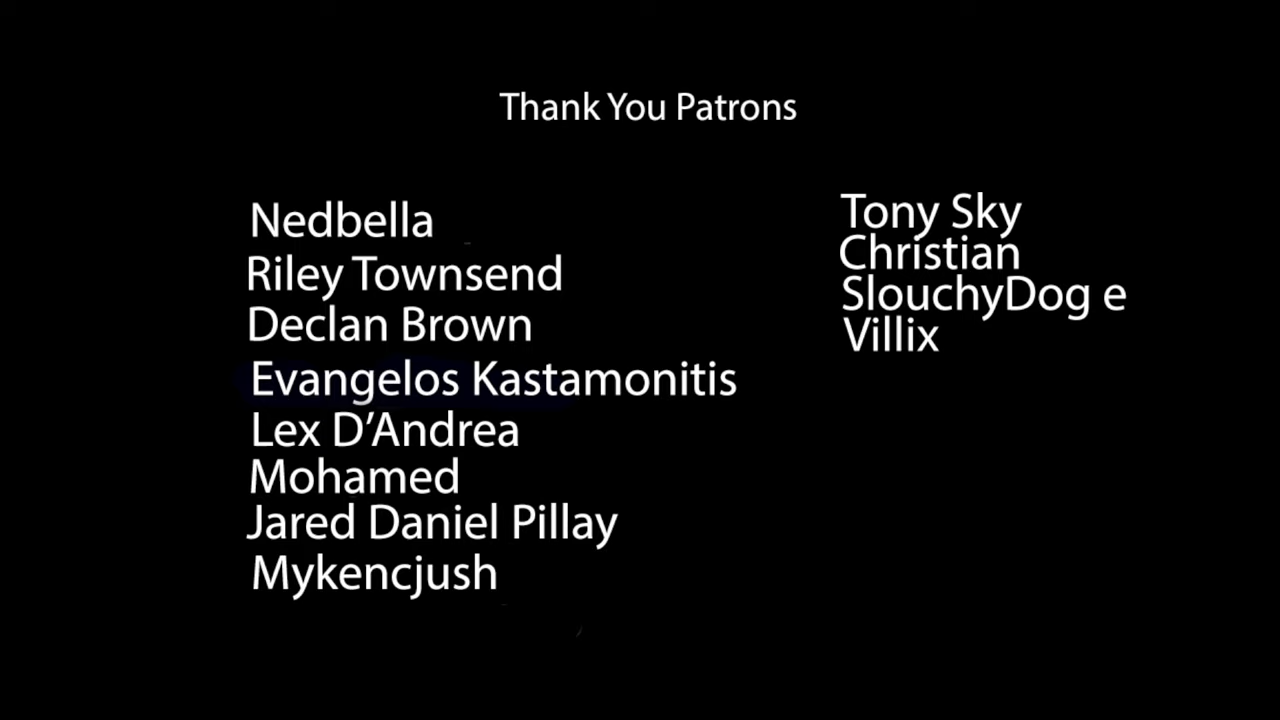 Thank You Patrons
Nedbella
Riley Townsend
Declan Brown
Evangelos Kastamonitis
Lex D’Andrea
Mohamed
Jared Daniel Pillay
Mykencjush
Tony Sky
Christian
SlouchyDog e
Villix